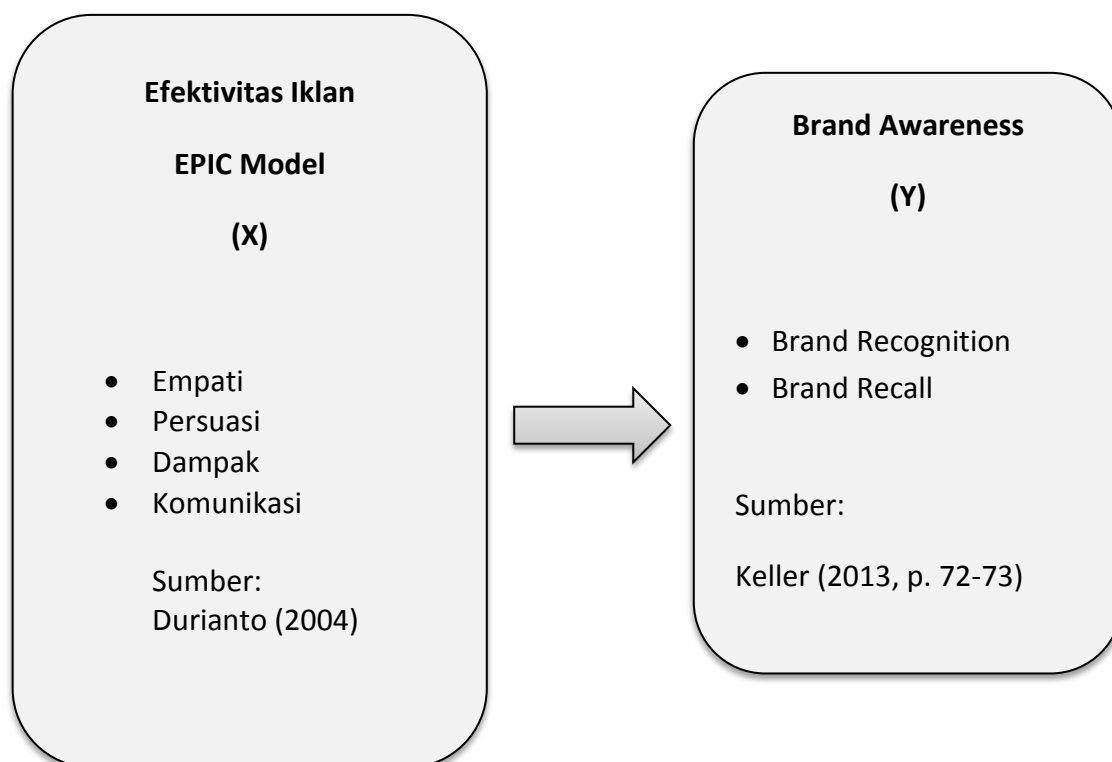 Efektivitas Iklan
EPIC Model
(X)
• Empati
• Persuasi
• Dampak
• Komunikasi
Sumber:
Durianto (2004)
Brand Awareness
(Y)
• Brand Recognition
• Brand Recall
Sumber:
Keller (2013, p. 72-73)